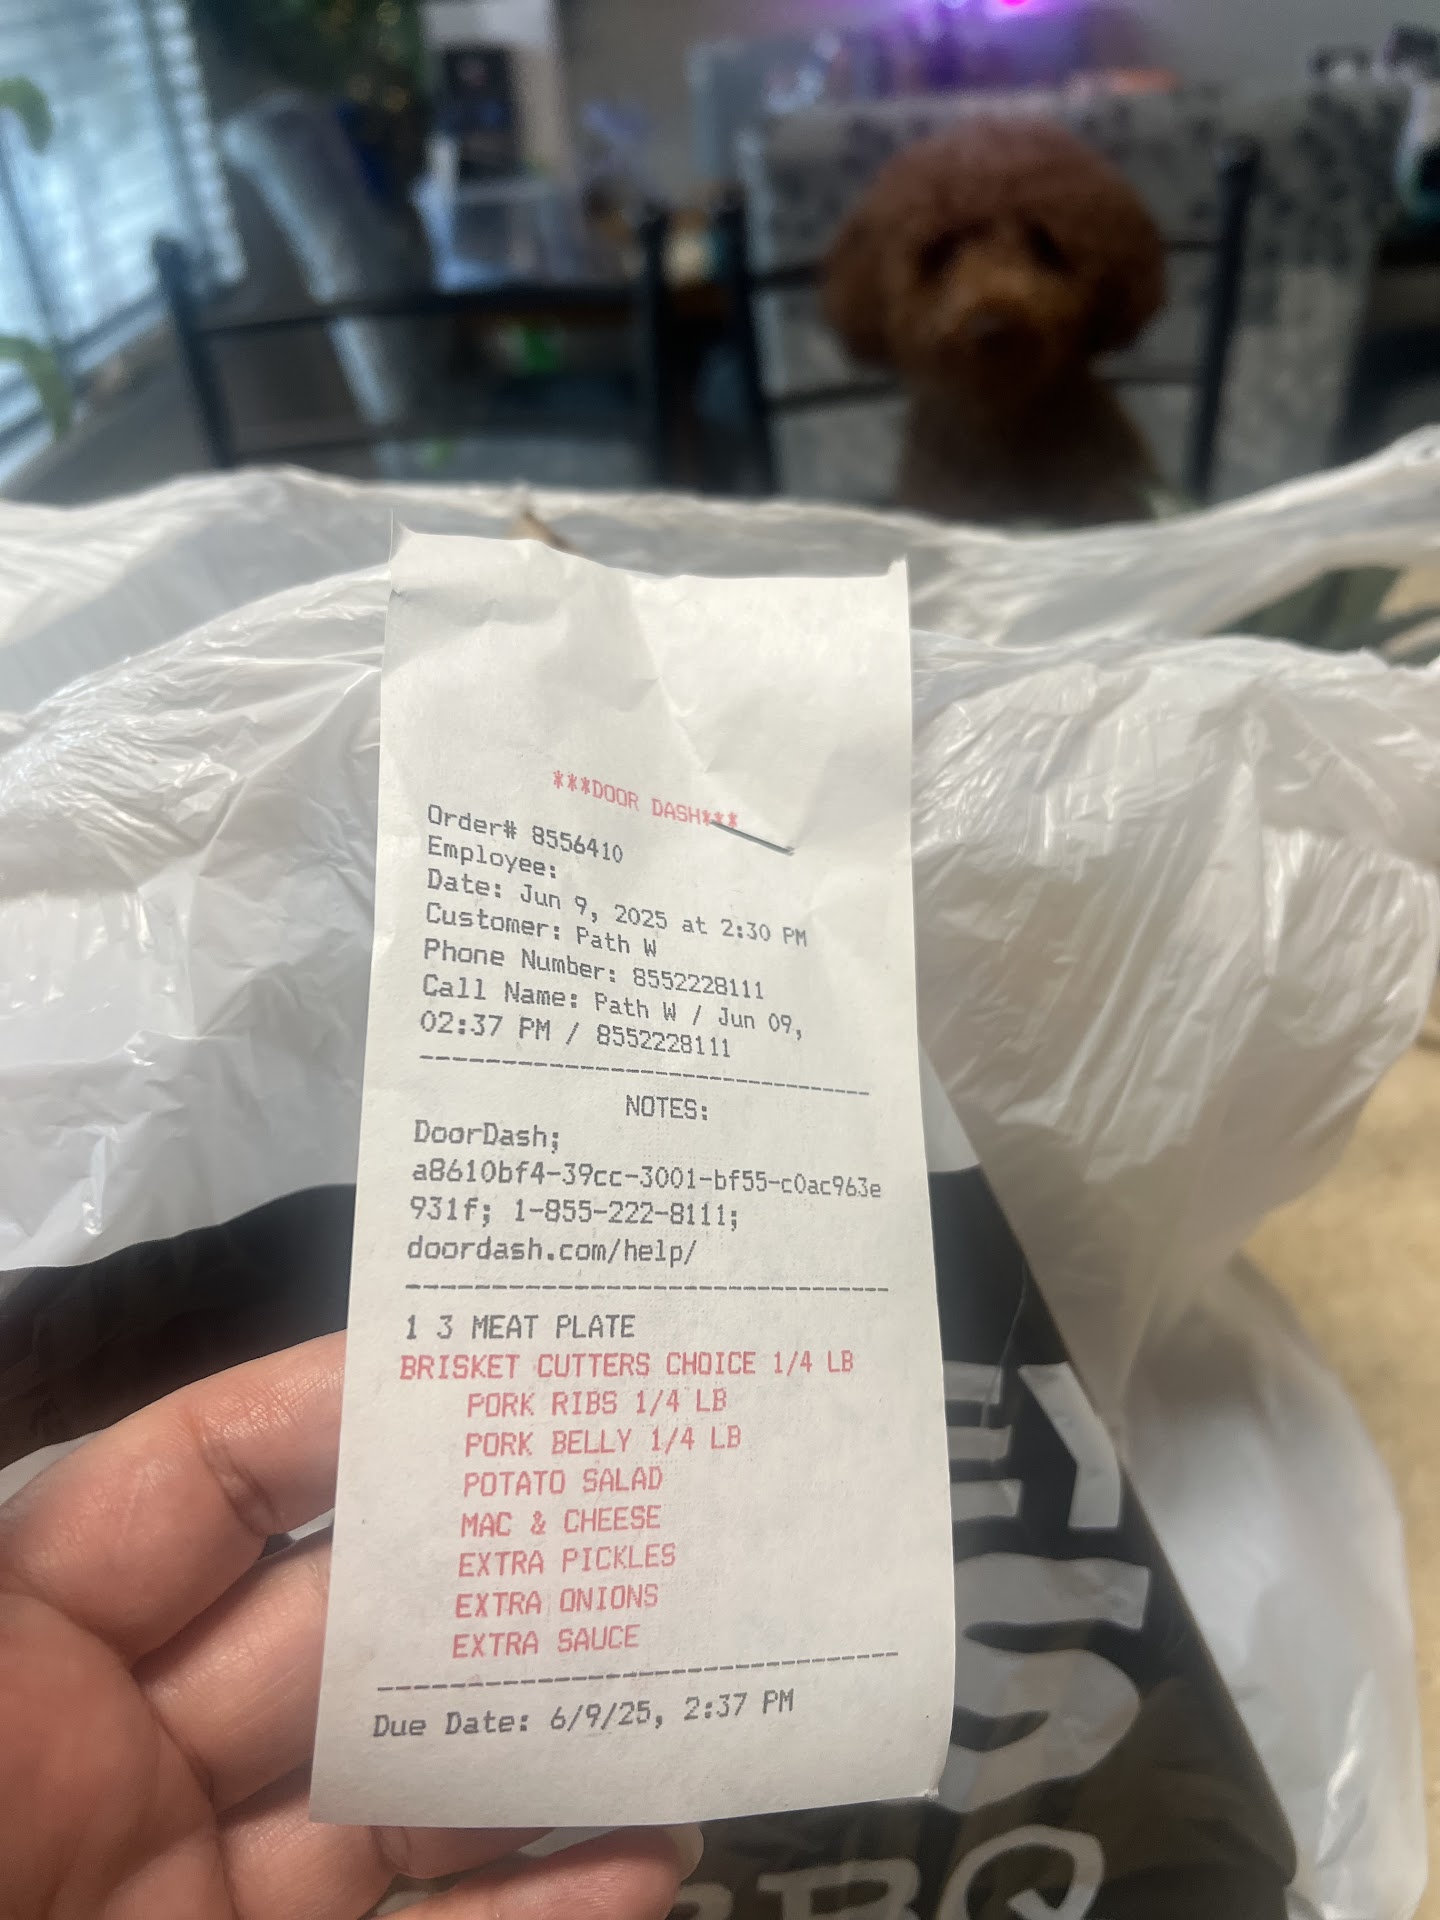 ***DOOR DASH***
Order# 8556410
Employee:
Date: Jun 9, 2025 at 2:30 PM
Customer: Path W
Phone Number: 8552228111
Call Name: Path W / Jun 09,
02:37 PM / 8552228111
NOTES:
DoorDash;
a8610bf4-39cc-3001-bf55-c0ac963e
931f; 1-855-222-8111;
doordash.com/help/
1 3 MEAT PLATE
BRISKET CUTTERS CHOICE 1/4 LB
PORK RIBS 1/4 LB
PORK BELLY 1/4 LB
POTATO SALAD
MAC & CHEESE
EXTRA PICKLES
EXTRA ONIONS
EXTRA SAUCE
Due Date: 6/9/25, 2:37 PM
BBQ